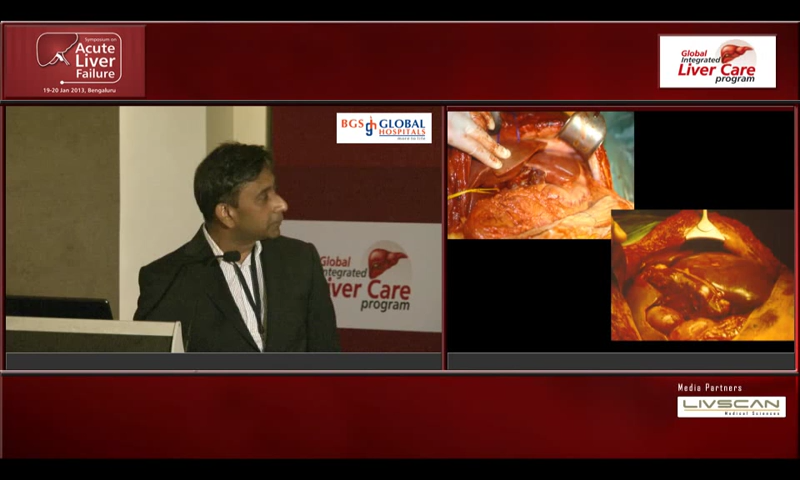 Symposium on
Acute
Liver
Failure
19-20 Jan 2013, Bengaluru
Global
Integrated
Liver Care
program
BGS GLOBAL
HOSPITALS
Global
Integrated
Liver Care
program
Media Partners
LIVSCAN
Medical Sciences